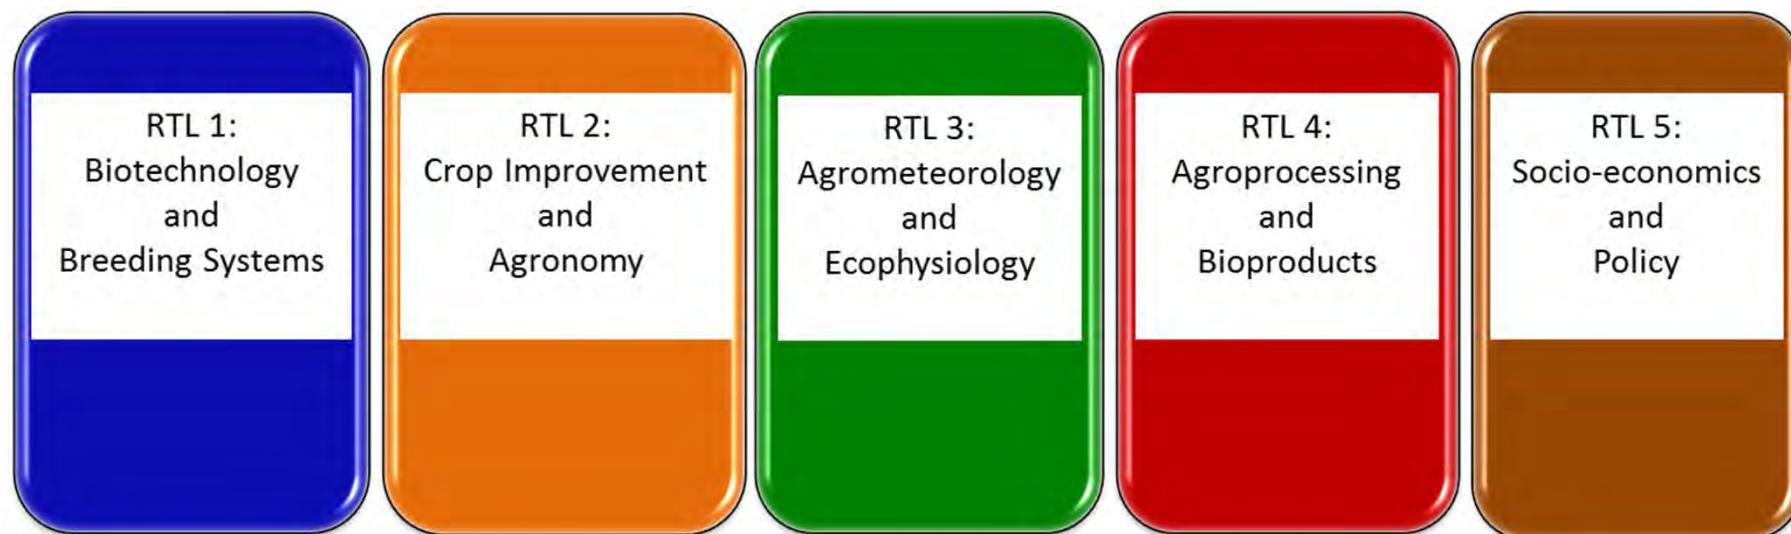 RTL 1:
Biotechnology
and
Breeding Systems
RTL 2:
Crop Improvement
and
Agronomy
RTL 3:
Agrometeorology
and
Ecophysiology
RTL 4:
Agroprocessing
and
Bioproducts
RTL 5:
Socio-economics
and
Policy